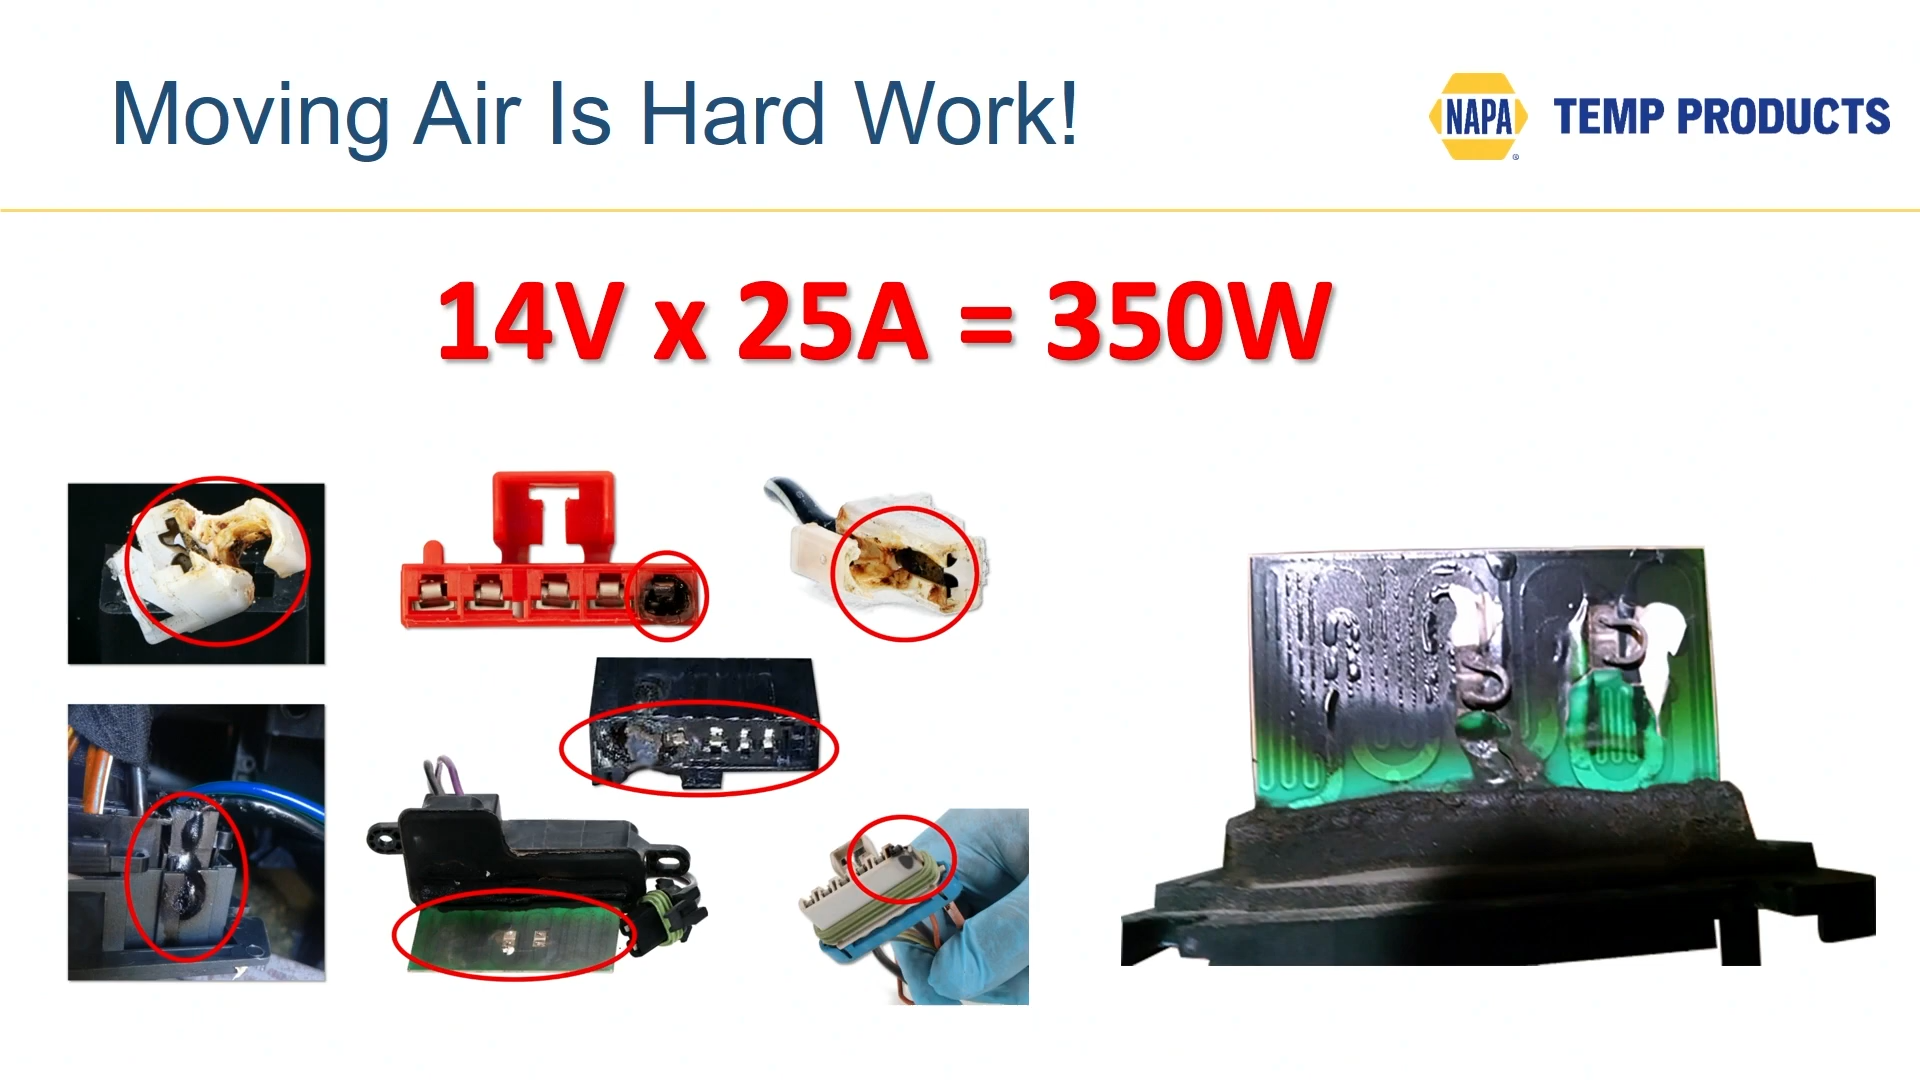 Moving Air Is Hard Work!
NAPA
®
TEMP PRODUCTS
14V x 25A = 350W